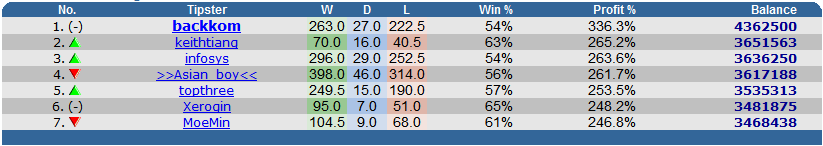 No. Tipster W D L Win % Profit % Balance
1. (-) backkom 263.0 27.0 222.5 54% 336.3% 4362500
2. keithtiang 70.0 16.0 40.5 63% 265.2% 3651563
3. infosys 296.0 29.0 252.5 54% 263.6% 3636250
4. >>Asian_boy<< 398.0 46.0 314.0 56% 261.7% 3617188
5. topthree 249.5 15.0 190.0 57% 253.5% 3535313
6. (-) Xeroqin 95.0 7.0 51.0 65% 248.2% 3481875
7. MoeMin 104.5 9.0 68.0 61% 246.8% 3468438